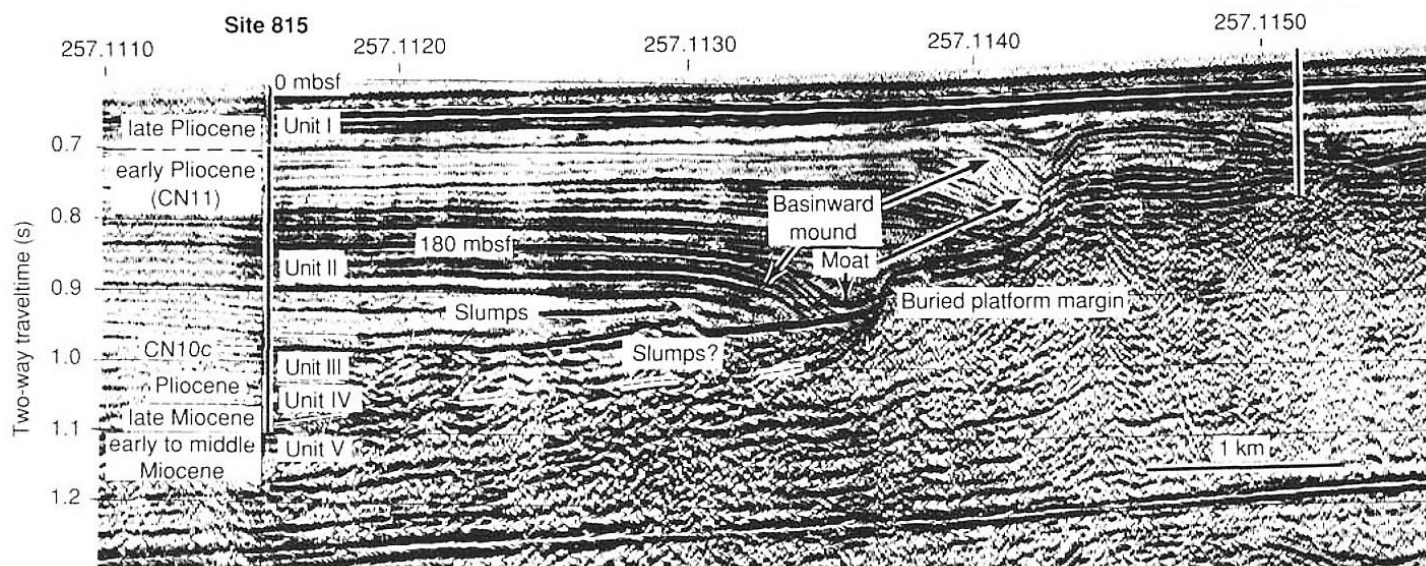 Site 815
257.1110
257.1120
257.1130
257.1140
257.1150
0 mbsf
late Pliocene
Unit I
0.7
early Pliocene
(CN11)
0.8
Basinward
mound
180 mbsf
Moat
Unit II
0.9
Buried platform margin
Slumps
CN10c
Slumps?
1.0
Unit III
Pliocene
Unit IV
late Miocene
1.1
early to middle
Miocene
Unit V
1 km
1.2
Two-way traveltime (s)